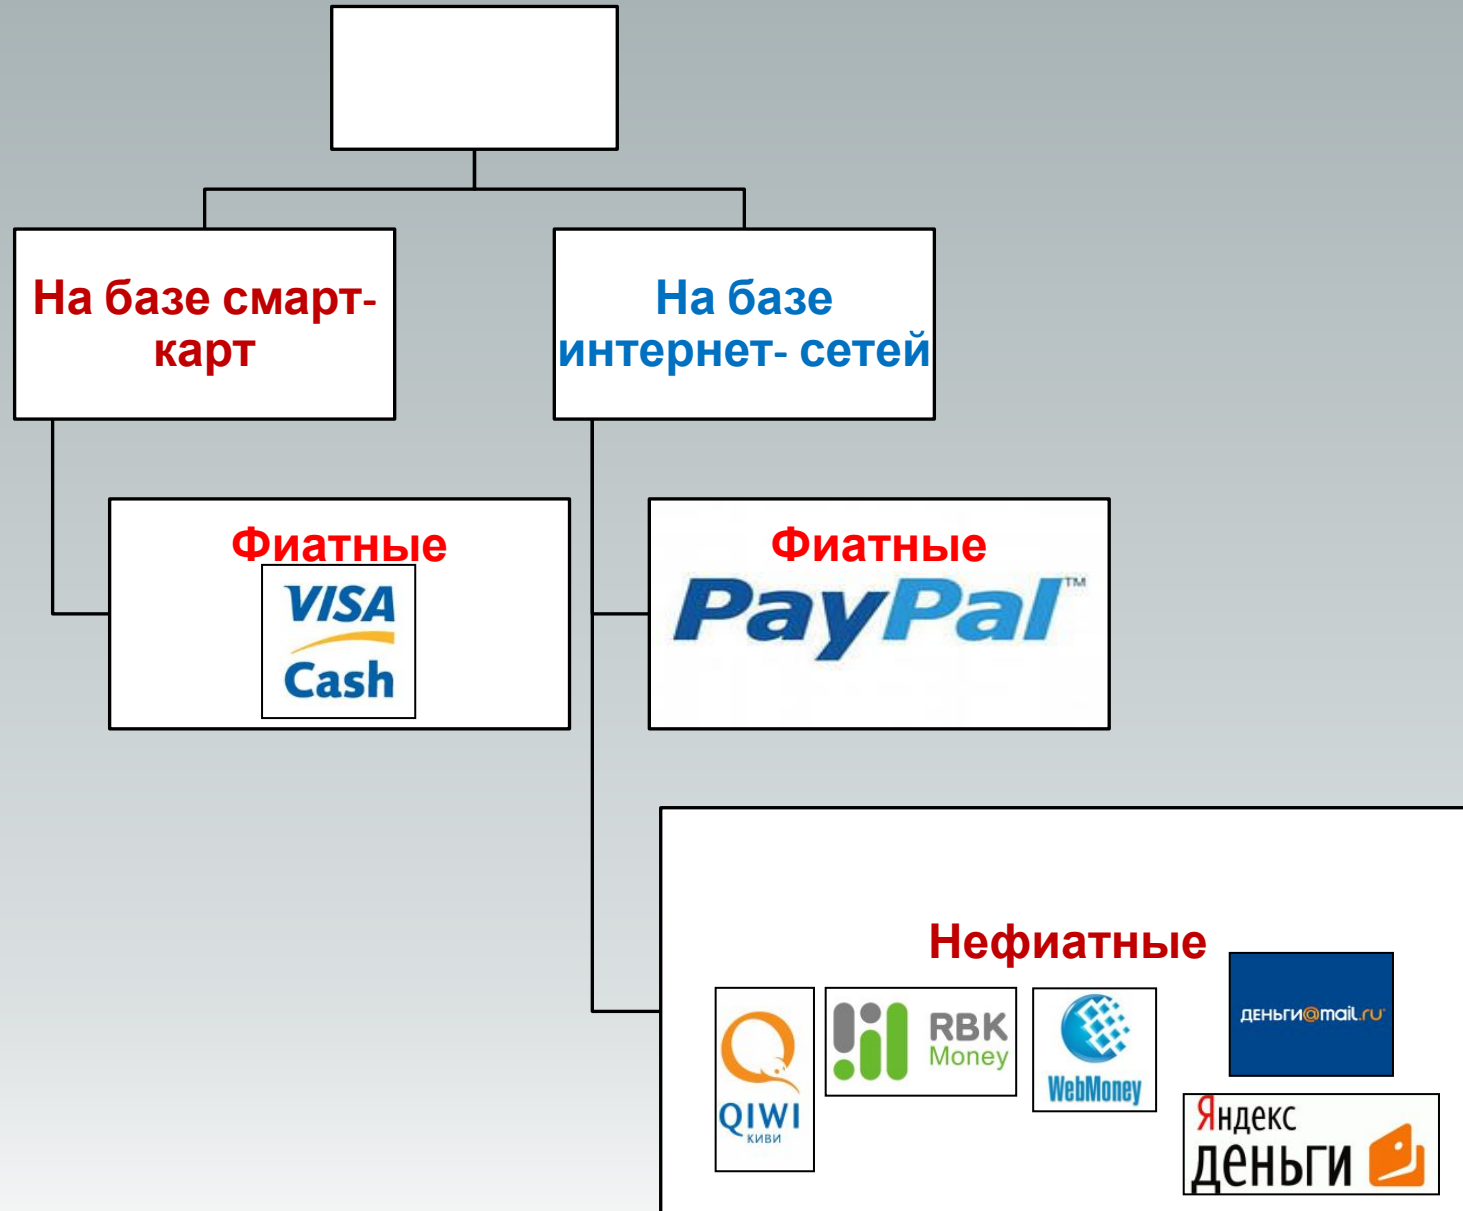 На базе смарт-
карт
На базе
интернет- сетей
Фиатные
VISA
Cash
Фиатные
PayPal™
Нефиатные
QIWI
КИВИ
RBK
Money
WebMoney
деньги@mail.ru
Яндекс
деньги